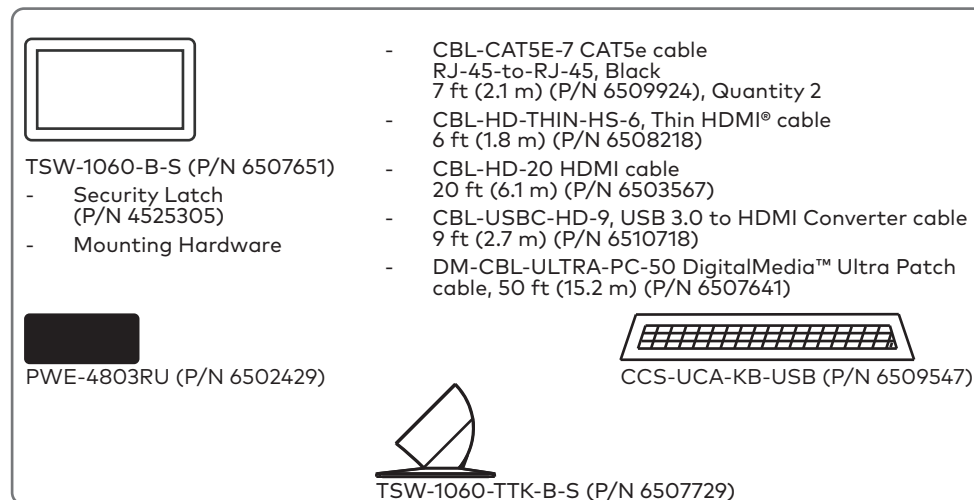 TSW-1060-B-S (P/N 6507651)
- Security Latch
(P/N 4525305)
- Mounting Hardware
- CBL-CAT5E-7 CAT5e cable
RJ-45-to-RJ-45, Black
7 ft (2.1 m) (P/N 6509924), Quantity 2
- CBL-HD-THIN-HS-6, Thin HDMI® cable
6 ft (1.8 m) (P/N 6508218)
- CBL-HD-20 HDMI cable
20 ft (6.1 m) (P/N 6503567)
- CBL-USBC-HD-9, USB 3.0 to HDMI Converter cable
9 ft (2.7 m) (P/N 6510718)
- DM-CBL-ULTRA-PC-50 DigitalMedia™ Ultra Patch
cable, 50 ft (15.2 m) (P/N 6507641)
PWE-4803RU (P/N 6502429)
CCS-UCA-KB-USB (P/N 6509547)
TSW-1060-TTK-B-S (P/N 6507729)